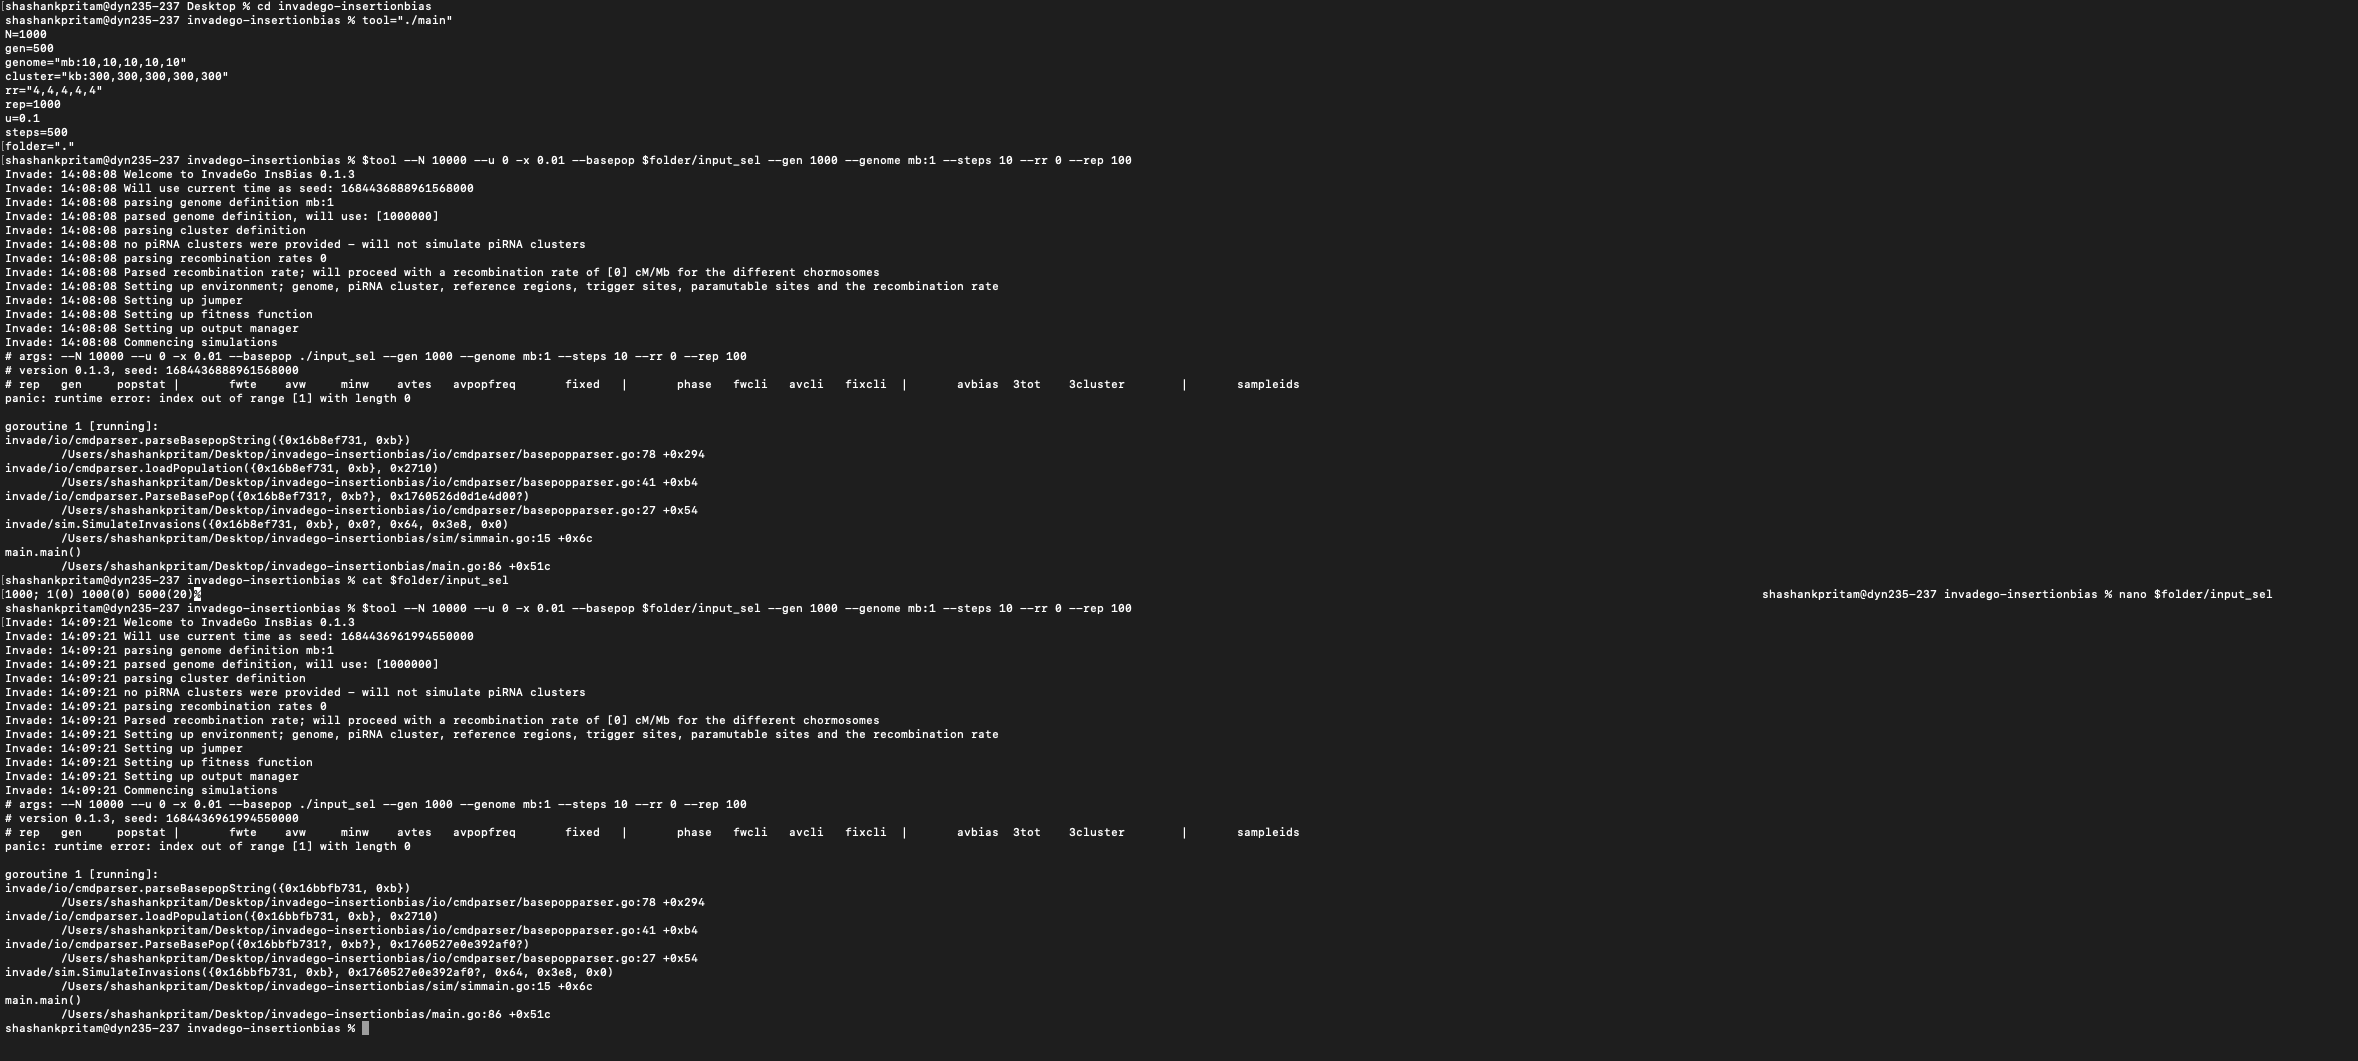 [shashankpritam@dyn235-237 Desktop % cd invadego-insertionbias
shashankpritam@dyn235-237 invadego-insertionbias % tool="./main"
N=1000
gen=500
genome="mb:10,10,10,10,10"
cluster="kb:300,300,300,300,300"
rr="4,4,4,4,4"
rep=1000
u=0.1
steps=500
[folder="."
[shashankpritam@dyn235-237 invadego-insertionbias % $tool --N 10000 --u 0 -x 0.01 --basepop $folder/input_sel --gen 1000 --genome mb:1 --steps 10 --rr 0 --rep 100
Invade: 14:08:08 Welcome to InvadeGo InsBias 0.1.3
Invade: 14:08:08 Will use current time as seed: 1684436888961568000
Invade: 14:08:08 parsing genome definition mb:1
Invade: 14:08:08 parsed genome definition, will use: [1000000]
Invade: 14:08:08 parsing cluster definition
Invade: 14:08:08 no piRNA clusters were provided - will not simulate piRNA clusters
Invade: 14:08:08 parsing recombination rates 0
Invade: 14:08:08 Parsed recombination rate; will proceed with a recombination rate of [0] cM/Mb for the different chormosomes
Invade: 14:08:08 Setting up environment; genome, piRNA cluster, reference regions, trigger sites, paramutable sites and the recombination rate
Invade: 14:08:08 Setting up jumper
Invade: 14:08:08 Setting up fitness function
Invade: 14:08:08 Setting up output manager
Invade: 14:08:08 Commencing simulations
# args: --N 10000 --u 0 -x 0.01 --basepop ./input_sel --gen 1000 --genome mb:1 --steps 10 --rr 0 --rep 100
# version 0.1.3, seed: 1684436888961568000
# rep gen popstat | fwte avw minw avtes avpopfreq fixed | phase fwcli avcli fixcli | avbias 3tot 3cluster | sampleids
panic: runtime error: index out of range [1] with length 0
goroutine 1 [running]:
invade/io/cmdparser.parseBasepopString({0x16b8ef731, 0xb})
/Users/shashankpritam/Desktop/invadego-insertionbias/io/cmdparser/basepopparser.go:78 +0x294
invade/io/cmdparser.loadPopulation({0x16b8ef731, 0xb}, 0x2710)
/Users/shashankpritam/Desktop/invadego-insertionbias/io/cmdparser/basepopparser.go:41 +0xb4
invade/io/cmdparser.ParseBasePop({0x16b8ef731?, 0xb?}, 0x1760526d0d1e4d00?)
/Users/shashankpritam/Desktop/invadego-insertionbias/io/cmdparser/basepopparser.go:27 +0x54
invade/sim.SimulateInvasions({0x16b8ef731, 0xb}, 0x0?, 0x64, 0x3e8, 0x0)
/Users/shashankpritam/Desktop/invadego-insertionbias/sim/simmain.go:15 +0x6c
main.main()
/Users/shashankpritam/Desktop/invadego-insertionbias/main.go:86 +0x51c
[shashankpritam@dyn235-237 invadego-insertionbias % cat $folder/input_sel
[1000; 1(0) 1000(0) 5000(20)% shashankpritam@dyn235-237 invadego-insertionbias % nano $folder/input_sel
shashankpritam@dyn235-237 invadego-insertionbias % $tool --N 10000 --u 0 -x 0.01 --basepop $folder/input_sel --gen 1000 --genome mb:1 --steps 10 --rr 0 --rep 100
[Invade: 14:09:21 Welcome to InvadeGo InsBias 0.1.3
Invade: 14:09:21 Will use current time as seed: 1684436961994550000
Invade: 14:09:21 parsing genome definition mb:1
Invade: 14:09:21 parsed genome definition, will use: [1000000]
Invade: 14:09:21 parsing cluster definition
Invade: 14:09:21 no piRNA clusters were provided - will not simulate piRNA clusters
Invade: 14:09:21 parsing recombination rates 0
Invade: 14:09:21 Parsed recombination rate; will proceed with a recombination rate of [0] cM/Mb for the different chormosomes
Invade: 14:09:21 Setting up environment; genome, piRNA cluster, reference regions, trigger sites, paramutable sites and the recombination rate
Invade: 14:09:21 Setting up jumper
Invade: 14:09:21 Setting up fitness function
Invade: 14:09:21 Setting up output manager
Invade: 14:09:21 Commencing simulations
# args: --N 10000 --u 0 -x 0.01 --basepop ./input_sel --gen 1000 --genome mb:1 --steps 10 --rr 0 --rep 100
# version 0.1.3, seed: 1684436961994550000
# rep gen popstat | fwte avw minw avtes avpopfreq fixed | phase fwcli avcli fixcli | avbias 3tot 3cluster | sampleids
panic: runtime error: index out of range [1] with length 0
goroutine 1 [running]:
invade/io/cmdparser.parseBasepopString({0x16bbfb731, 0xb})
/Users/shashankpritam/Desktop/invadego-insertionbias/io/cmdparser/basepopparser.go:78 +0x294
invade/io/cmdparser.loadPopulation({0x16bbfb731, 0xb}, 0x2710)
/Users/shashankpritam/Desktop/invadego-insertionbias/io/cmdparser/basepopparser.go:41 +0xb4
invade/io/cmdparser.ParseBasePop({0x16bbfb731?, 0xb?}, 0x1760527e0e392af0?)
/Users/shashankpritam/Desktop/invadego-insertionbias/io/cmdparser/basepopparser.go:27 +0x54
invade/sim.SimulateInvasions({0x16bbfb731, 0xb}, 0x1760527e0e392af0?, 0x64, 0x3e8, 0x0)
/Users/shashankpritam/Desktop/invadego-insertionbias/sim/simmain.go:15 +0x6c
main.main()
/Users/shashankpritam/Desktop/invadego-insertionbias/main.go:86 +0x51c
shashankpritam@dyn235-237 invadego-insertionbias %